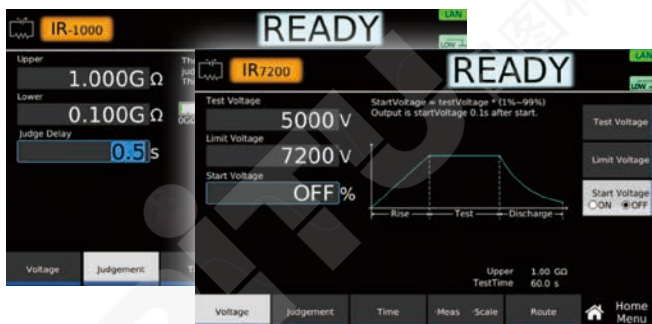 IR-1000
READY
LAN
LOW
Upper
1.000G Ω
Lower
0.100G Ω
Judge Delay
0.5 s
Voltage
Judgement
IR7200
READY
LAN
LOW
Test Voltage
5000 V
Limit Voltage
7200 V
Start Voltage
OFF %
StartVoltage = testVoltage * (1%~99%)
Output is startVoltage 0.1s after start.
Rise
Test
Discharge
Upper 1.00 GΩ
TestTime 60.0 s
Test Voltage
Limit Voltage
Start Voltage
ON OFF
Voltage
Judgement
Time
-Meas -Scale
Route
Home
Menu